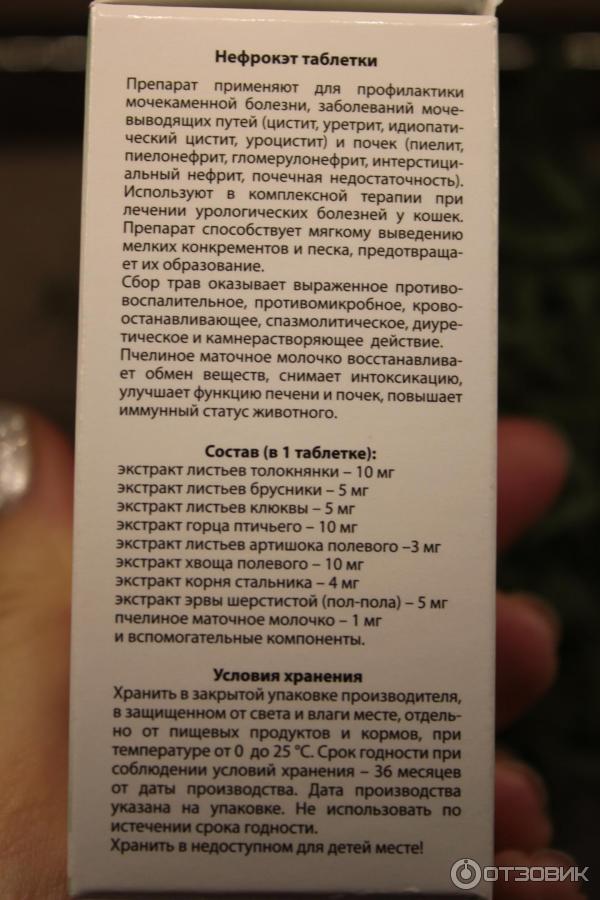 Нефрокэт таблетки
Препарат применяют для профилактики
мочекаменной болезни, заболеваний моче-
выводящих путей (цистит, уретрит, идиопати-
ческий цистит, уроцистит) и почек (пиелит,
пиелонефрит, гломерулонефрит, интерстици-
альный нефрит, почечная недостаточность).
Используют в комплексной терапии при
лечении урологических болезней у кошек.
Препарат способствует мягкому выведению
мелких конкрементов и песка, предотвраща-
ет их образование.
Сбор трав оказывает выраженное противо-
воспалительное, противомикробное, крово-
останавливающее, спазмолитическое, диуре-
тическое и камнерастворяющее действие.
Пчелиное маточное молочко восстанавлива-
ет обмен веществ, снимает интоксикацию,
улучшает функцию печени и почек, повышает
иммунный статус животного.
Состав (в 1 таблетке):
экстракт листьев толокнянки – 10 мг
экстракт листьев брусники – 5 мг
экстракт листьев клюквы – 5 мг
экстракт горца птичьего – 10 мг
экстракт листьев артишока полевого –3 мг
экстракт хвоща полевого – 10 мг
экстракт корня стальника – 4 мг
экстракт эрвы шерстистой (пол-пола) – 5 мг
пчелиное маточное молочко – 1 мг
и вспомогательные компоненты.
Условия хранения
Хранить в закрытой упаковке производителя,
в защищенном от света и влаги месте, отдель-
но от пищевых продуктов и кормов, при
температуре от 0 до 25 °С. Срок годности при
соблюдении условий хранения – 36 месяцев
от даты производства. Дата производства
указана на упаковке. Не использовать по
истечении срока годности.
Хранить в недоступном для детей месте!
ОТЗОВИК